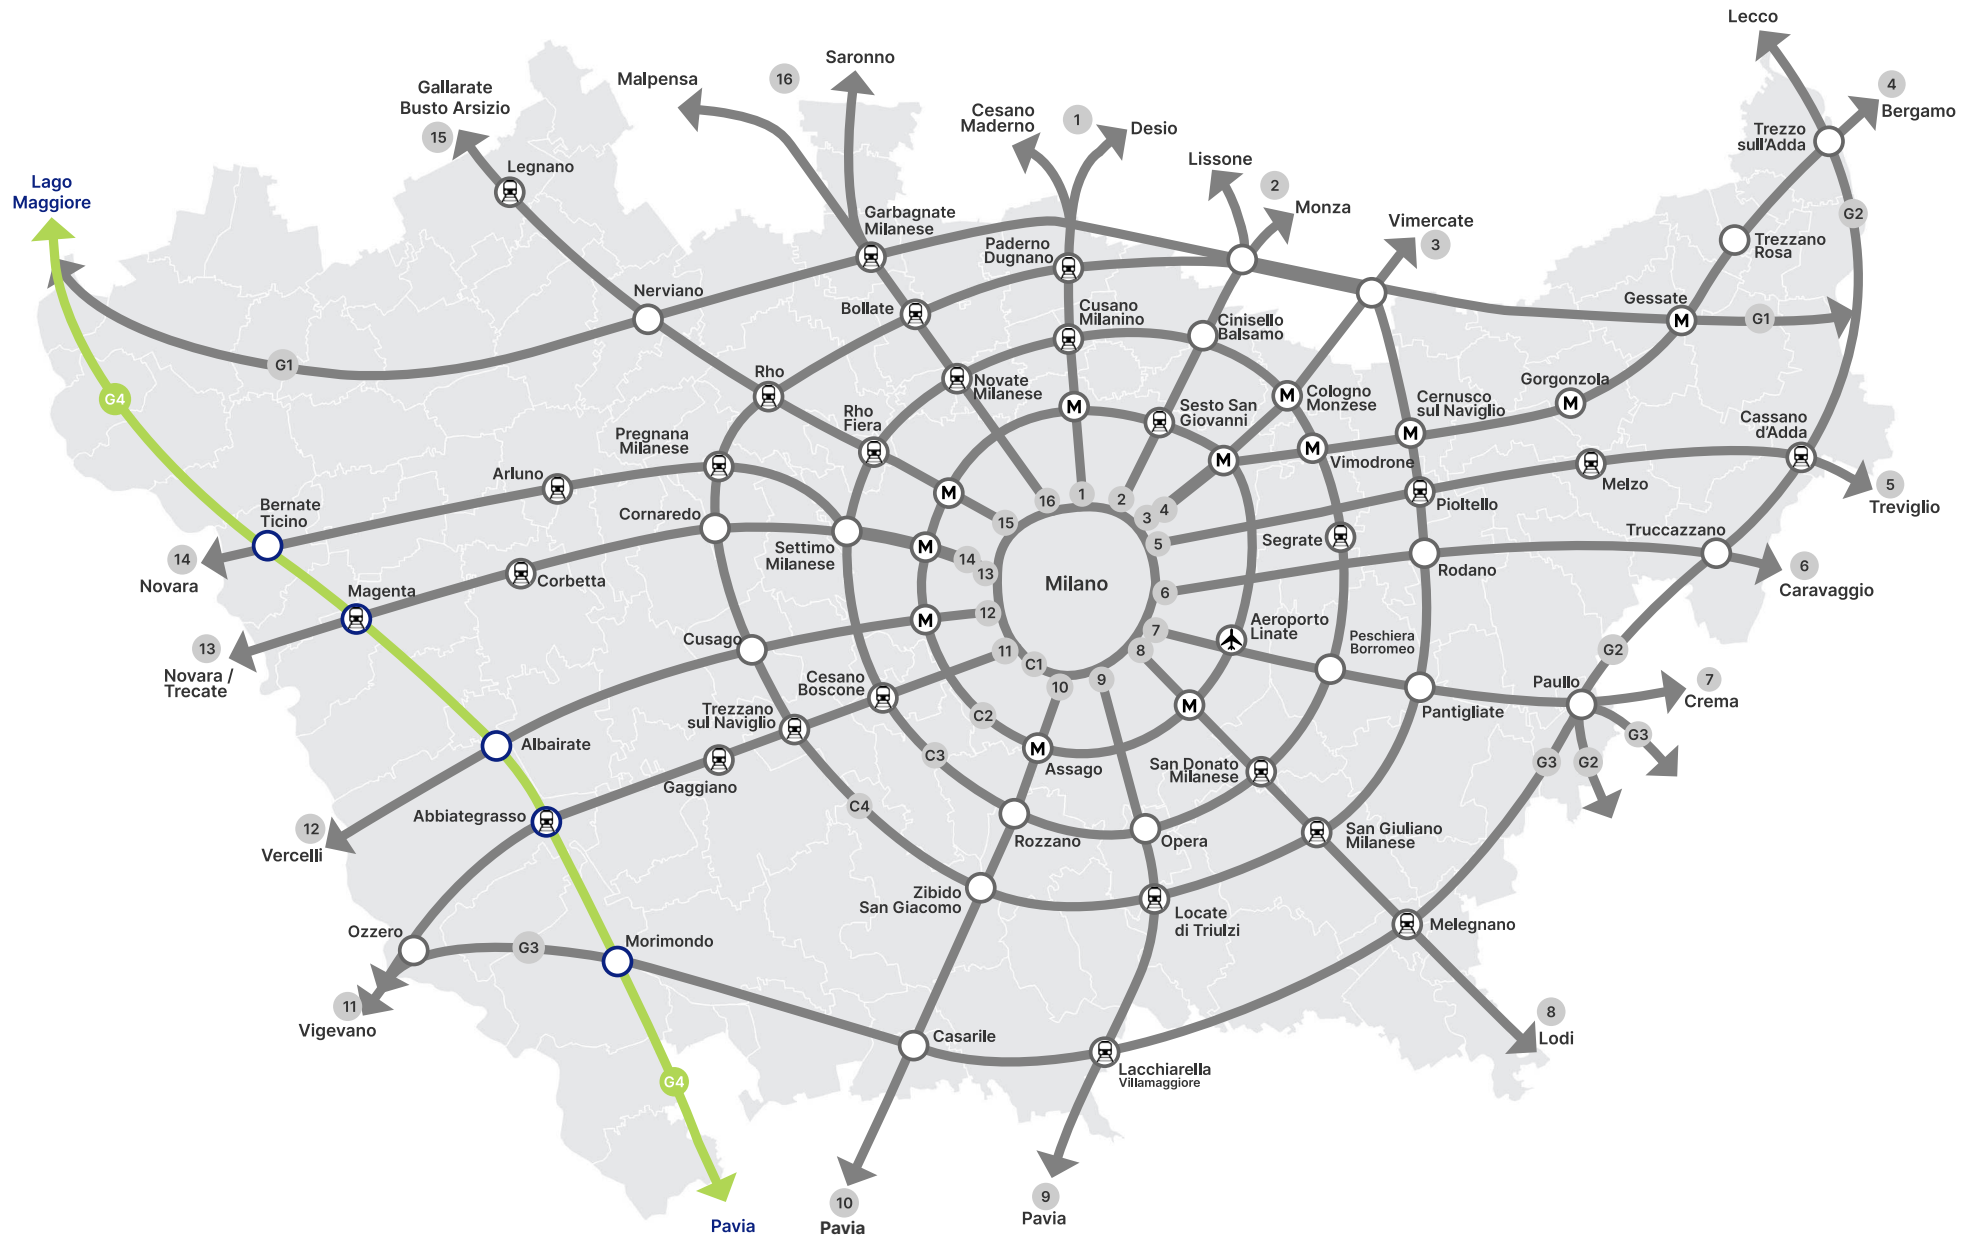 Lecco
4
Bergamo
Saronno
16
Malpensa
Gallarate
Busto Arsizio
15
Cesano
Maderno
1
Desio
Trezzo
sull'Adda
Legnano
Lissone
2
Monza
Lago
Maggiore
Vimercate
3
G2
Garbagnate
Milanese
Paderno
Dugnano
Trezzano
Rosa
Nerviano
Bollate
Cusano
Milanino
Cinisello
Balsamo
Gessate
M
G1
G1
G4
Rho
Novate
Milanese
M
Cologno
Monzese
Gorgonzola
M
Rho
Fiera
M
Sesto San
Giovanni
Cernusco
sul Naviglio
M
Cassano
d'Adda
Pregnana
Milanese
M
M
Vimodrone
Arluno
M
Melzo
Pioltello
5
Treviglio
16
1
2
3
4
15
5
Bernate
Ticino
Cornaredo
Settimo
Milanese
M
Segrate
Truccazzano
14
Novara
14
13
Milano
Rodano
6
Caravaggio
Corbetta
Magenta
12
6
M
7
Aeroporto
Linate
Peschiera
Borromeo
13
Novara /
Trecate
Cusago
11
C1
8
G2
Cesano
Boscone
10
9
Paullo
7
Crema
Trezzano
sul Naviglio
C2
M
Pantigliate
G3
Albairate
C3
M
Assago
San Donato
Milanese
G3
G2
Gaggiano
C4
Abbiategrasso
12
Vercelli
Rozzano
Opera
San Giuliano
Milanese
Zibido
San Giacomo
Locate
di Triulzi
Melegnano
Ozzero
G3
Morimondo
11
Vigevano
8
Lodi
Casarile
Lacchiarella
Villamaggiore
G4
10
Pavia
9
Pavia
Pavia